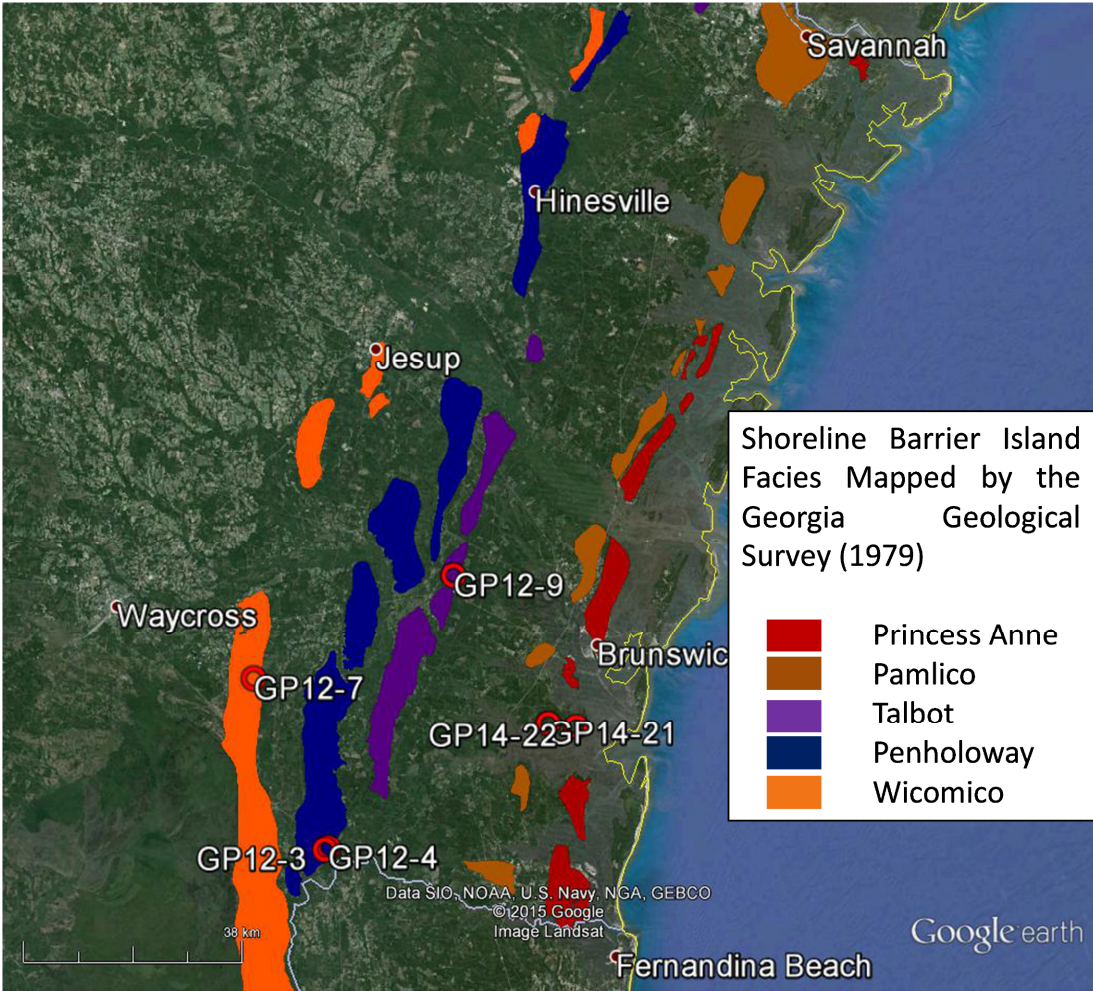 Savannah
Hinesville
Jesup
Shoreline Barrier Island
Facies Mapped by the
Georgia Geological
Survey (1979)
GP12-9
Waycross
Princess Anne
Brunswic
Pamlico
GP12-7
Talbot
GP14-22
GP14-21
Penholoway
Wicomico
GP12-3
GP12-4
Data SIO, NOAA, U.S. Navy, NGA, GEBCO
© 2015 Google
Image Landsat
38 km
Google earth
Fernandina Beach